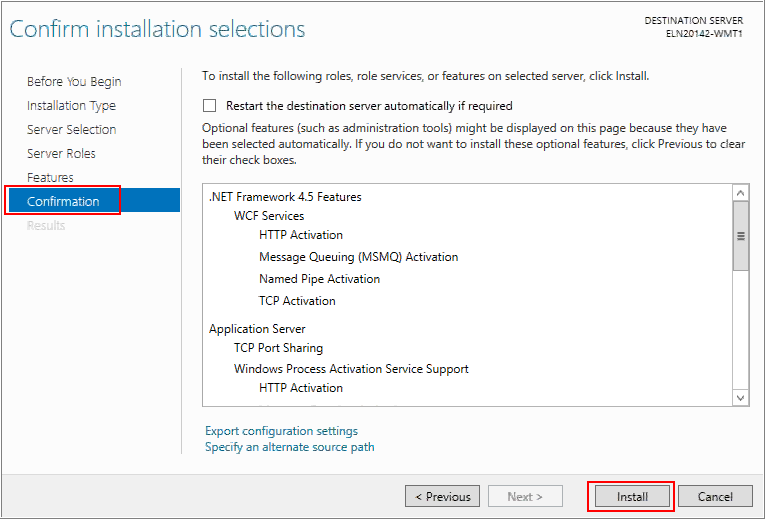 Confirm installation selections
DESTINATION SERVER
ELN20142-WMT1
Before You Begin
Installation Type
Server Selection
Server Roles
Features
Confirmation
Results
To install the following roles, role services, or features on selected server, click Install.
Restart the destination server automatically if required
Optional features (such as administration tools) might be displayed on this page because they have
been selected automatically. If you do not want to install these optional features, click Previous to clear
their check boxes.
.NET Framework 4.5 Features
WCF Services
HTTP Activation
Message Queuing (MSMQ) Activation
Named Pipe Activation
TCP Activation
Application Server
TCP Port Sharing
Windows Process Activation Service Support
HTTP Activation
Export configuration settings
Specify an alternate source path
< Previous
Next >
Install
Cancel